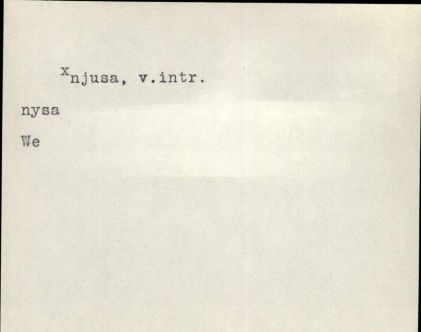 xnjusa, v.intr.
nysa
We